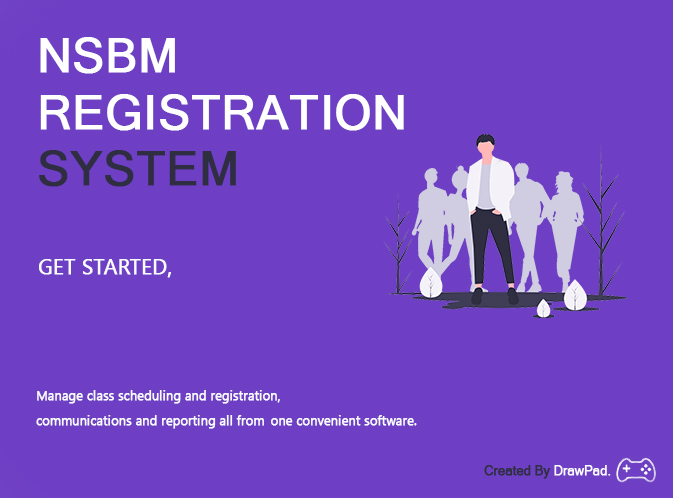 NSBM
REGISTRATION
SYSTEM
GET STARTED,
Manage class scheduling and registration,
communications and reporting all from one convenient software.
Created By DrawPad.